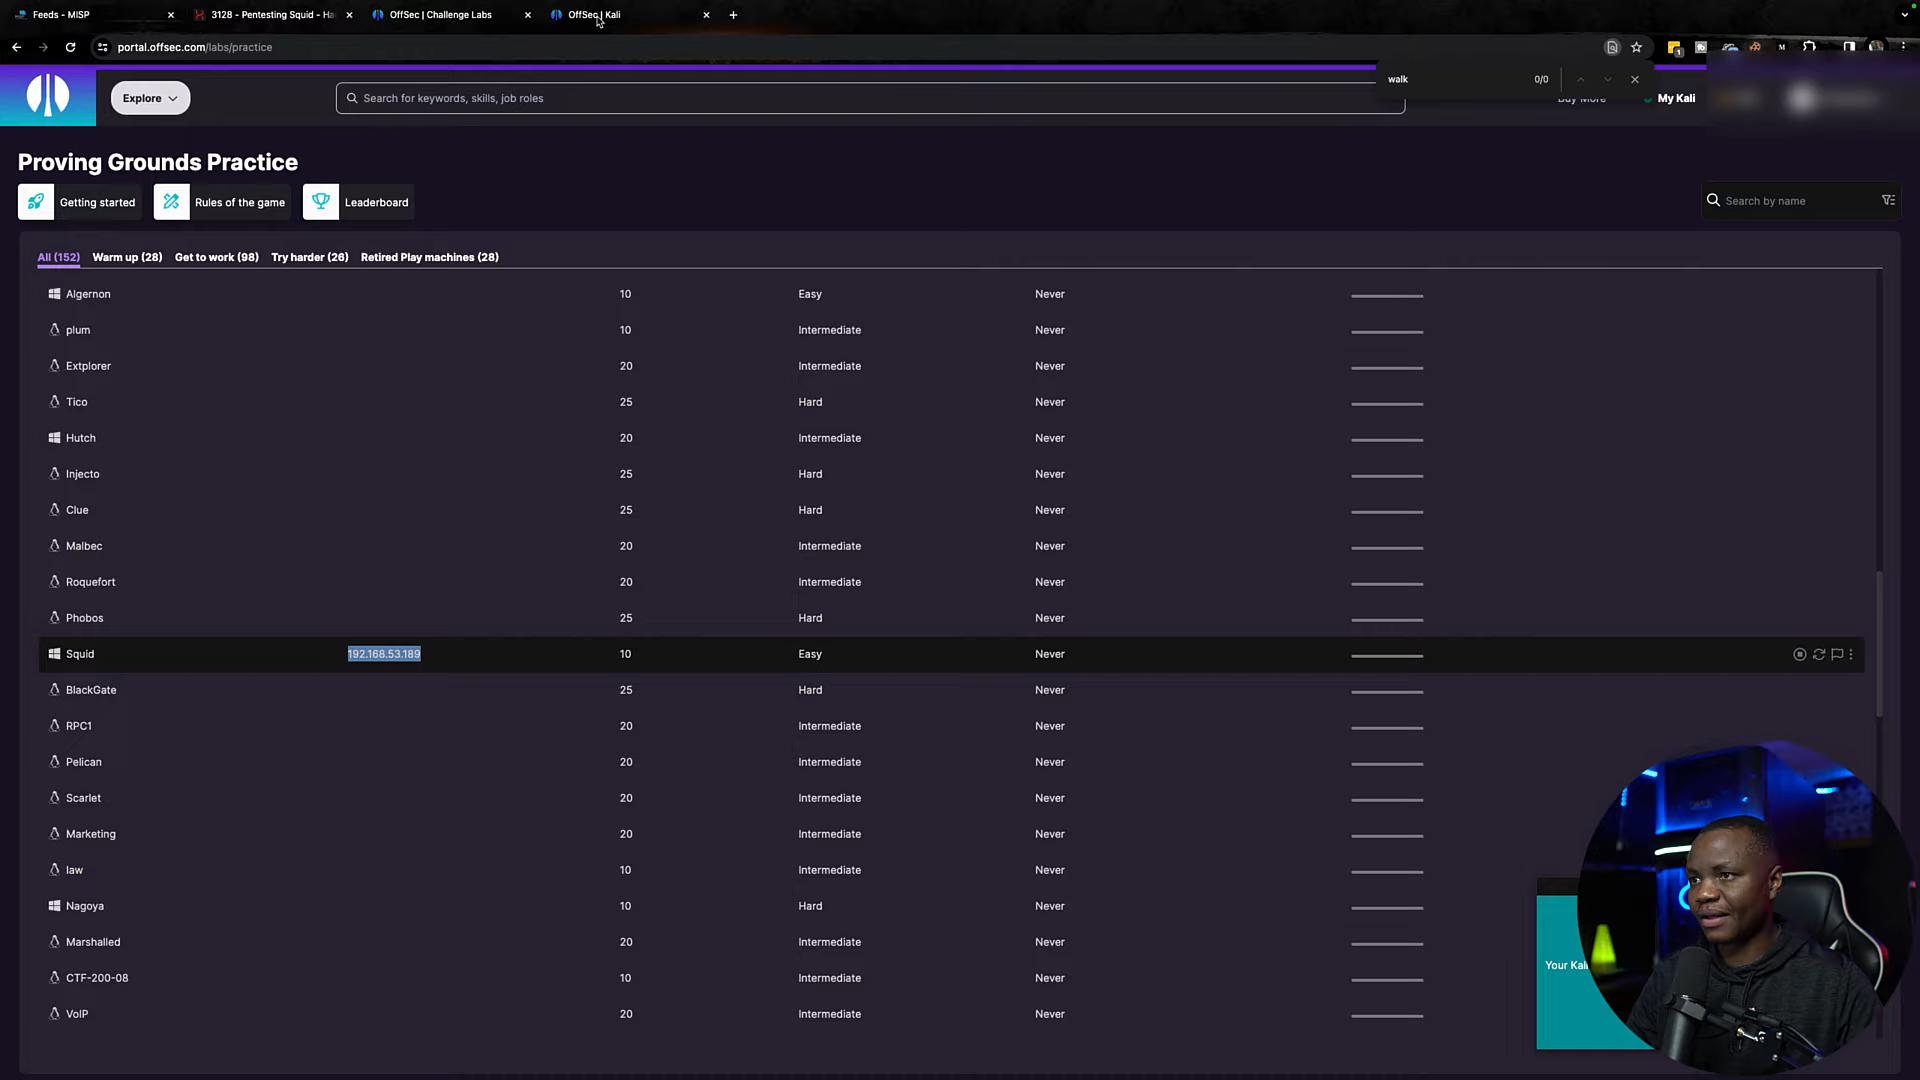 Feeds - MISP
3128 - Pentesting Squid - Ha
OffSec | Challenge Labs
OffSec | Kali
portal.offsec.com/labs/practice
walk
0/0
Explore
Search for keywords, skills, job roles
Buy More
My Kali
Proving Grounds Practice
Getting started
Rules of the game
Leaderboard
Search by name
All (152)
Warm up (28)
Get to work (98)
Try harder (26)
Retired Play machines (28)
Algernon 10 Easy Never
plum 10 Intermediate Never
Extplorer 20 Intermediate Never
Tico 25 Hard Never
Hutch 20 Intermediate Never
Injecto 25 Hard Never
Clue 25 Hard Never
Malbec 20 Intermediate Never
Roquefort 20 Intermediate Never
Phobos 25 Hard Never
Squid 192.168.53.189 10 Easy Never
BlackGate 25 Hard Never
RPC1 20 Intermediate Never
Pelican 20 Intermediate Never
Scarlet 20 Intermediate Never
Marketing 20 Intermediate Never
law 10 Intermediate Never
Nagoya 10 Hard Never
Marshalled 20 Intermediate Never
CTF-200-08 10 Intermediate Never
VoIP 20 Intermediate Never
Your Kali